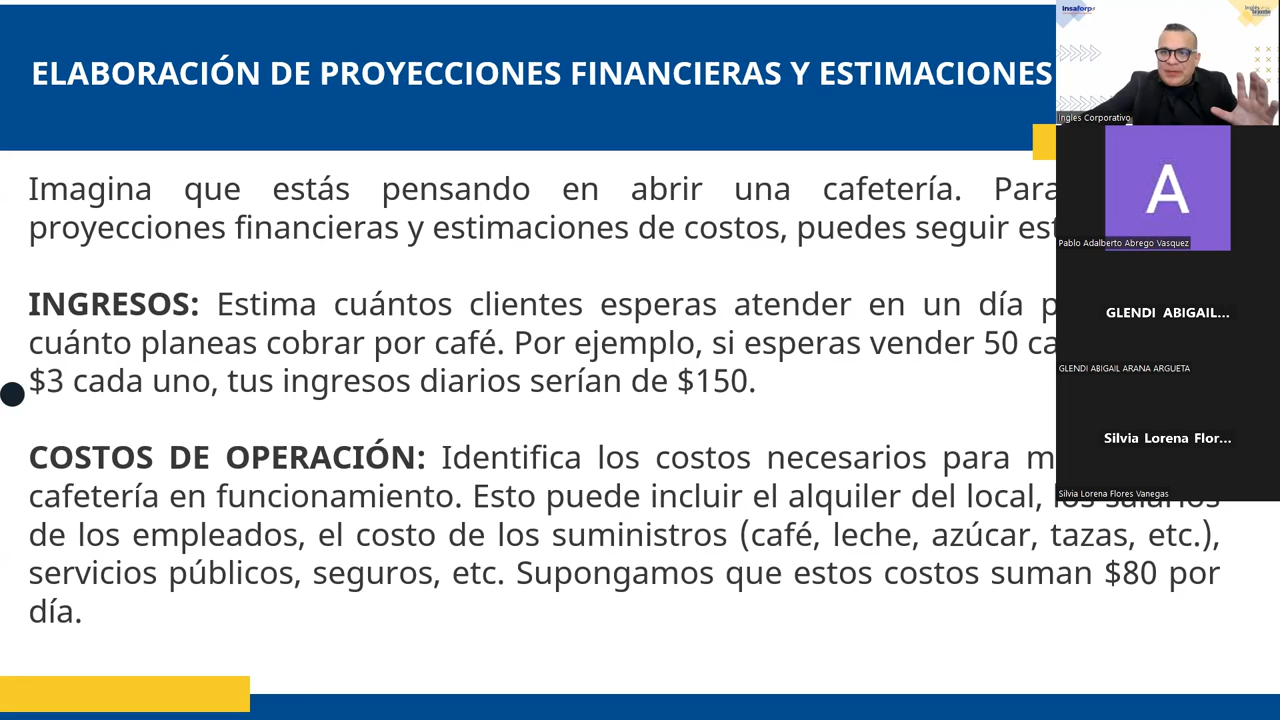 ELABORACIÓN DE PROYECCIONES FINANCIERAS Y ESTIMACIONES
Imagina que estás pensando en abrir una cafetería. Para
proyecciones financieras y estimaciones de costos, puedes seguir
INGRESOS: Estima cuántos clientes esperas atender en un día
cuánto planeas cobrar por café. Por ejemplo, si esperas vender 50
$3 cada uno, tus ingresos diarios serían de $150.
COSTOS DE OPERACIÓN: Identifica los costos necesarios para
cafetería en funcionamiento. Esto puede incluir el alquiler del local, los salarios
de los empleados, el costo de los suministros (café, leche, azúcar, tazas, etc.),
servicios públicos, seguros, etc. Supongamos que estos costos suman $80 por
día.
Insaforp
Ingles Corporativo
A
Pablo Adalberto Abrego Vasquez
GLENDI ABIGAIL...
GLENDI ABIGAIL ARANA ARGUETA
Silvia Lorena Flor...
Silvia Lorena Flores Vanegas